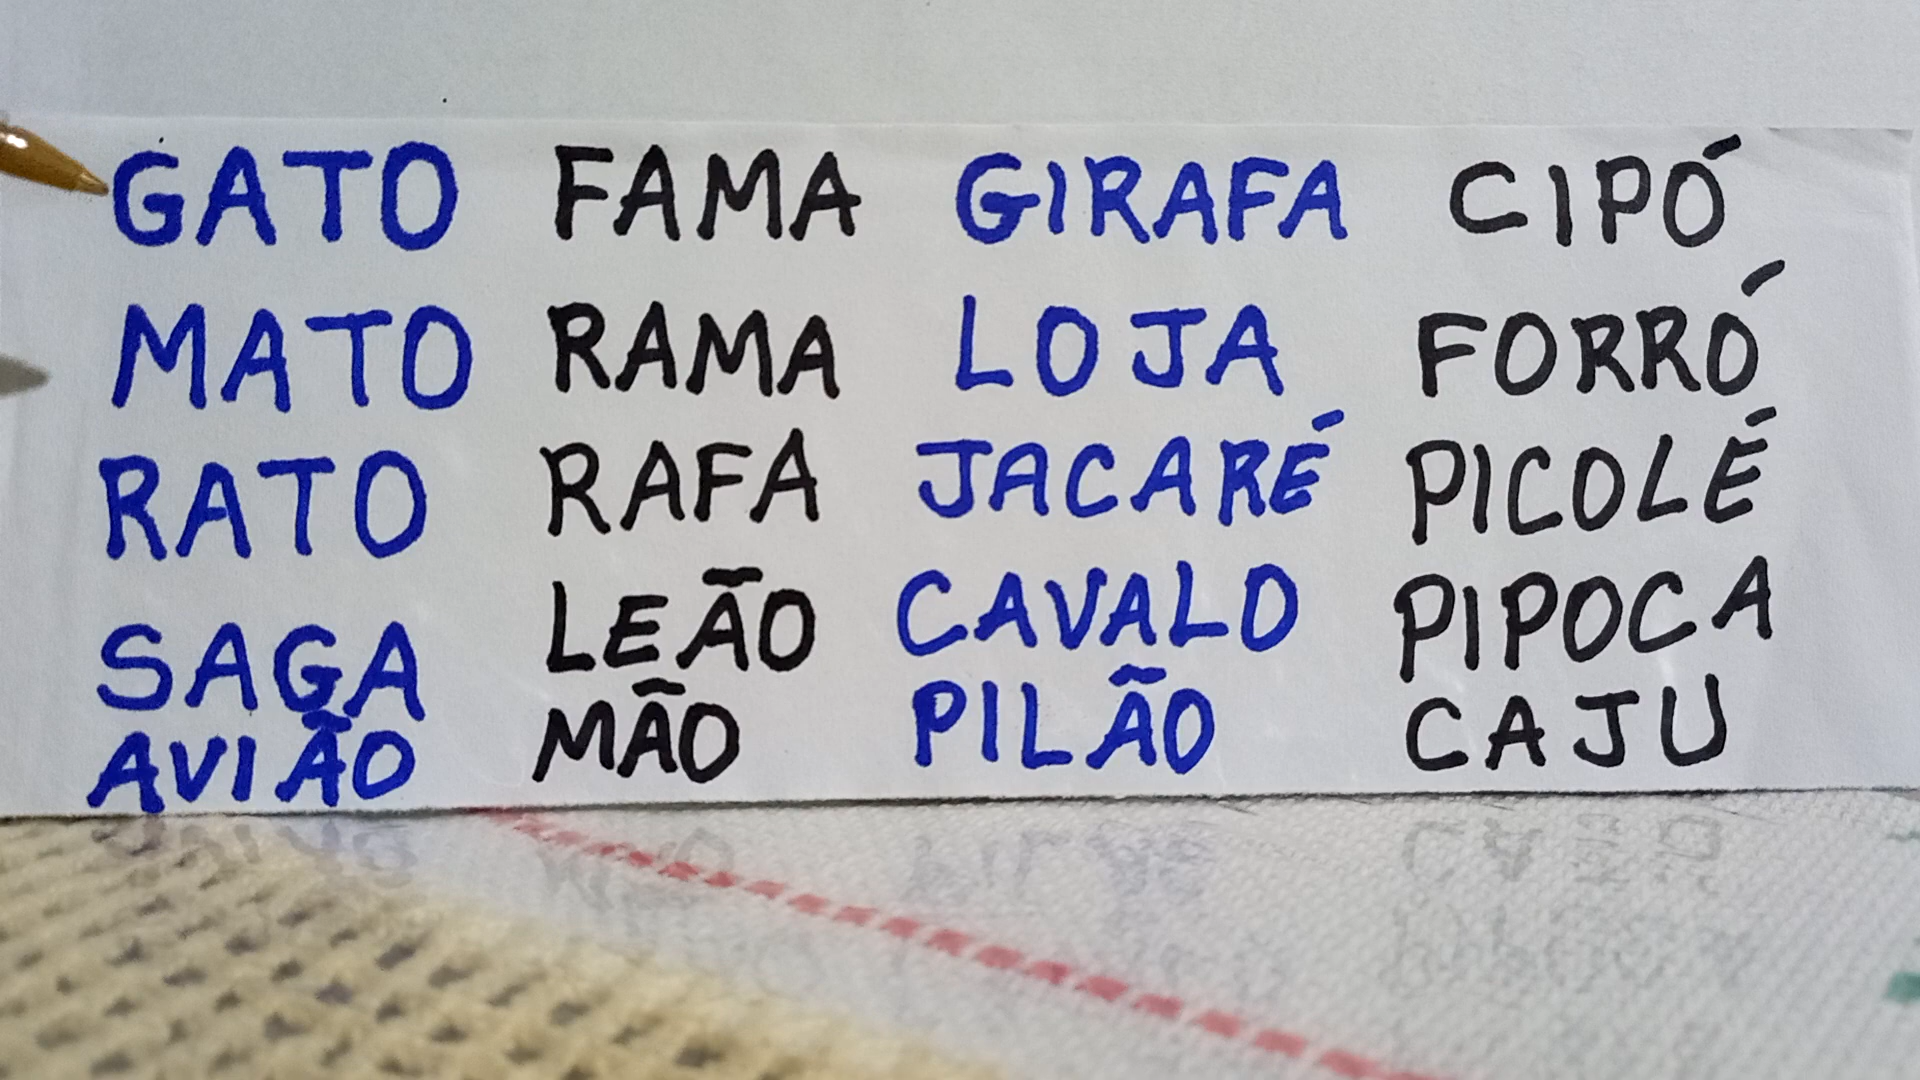 GATO FAMA GIRAFA CIPÓ
MATO RAMA LOJA FORRÓ
RATO RAFA JACARÉ PICOLÉ
SAGA LEÃO CAVALO PIPOCA
AVIÃO MÃO PILÃO CAJU